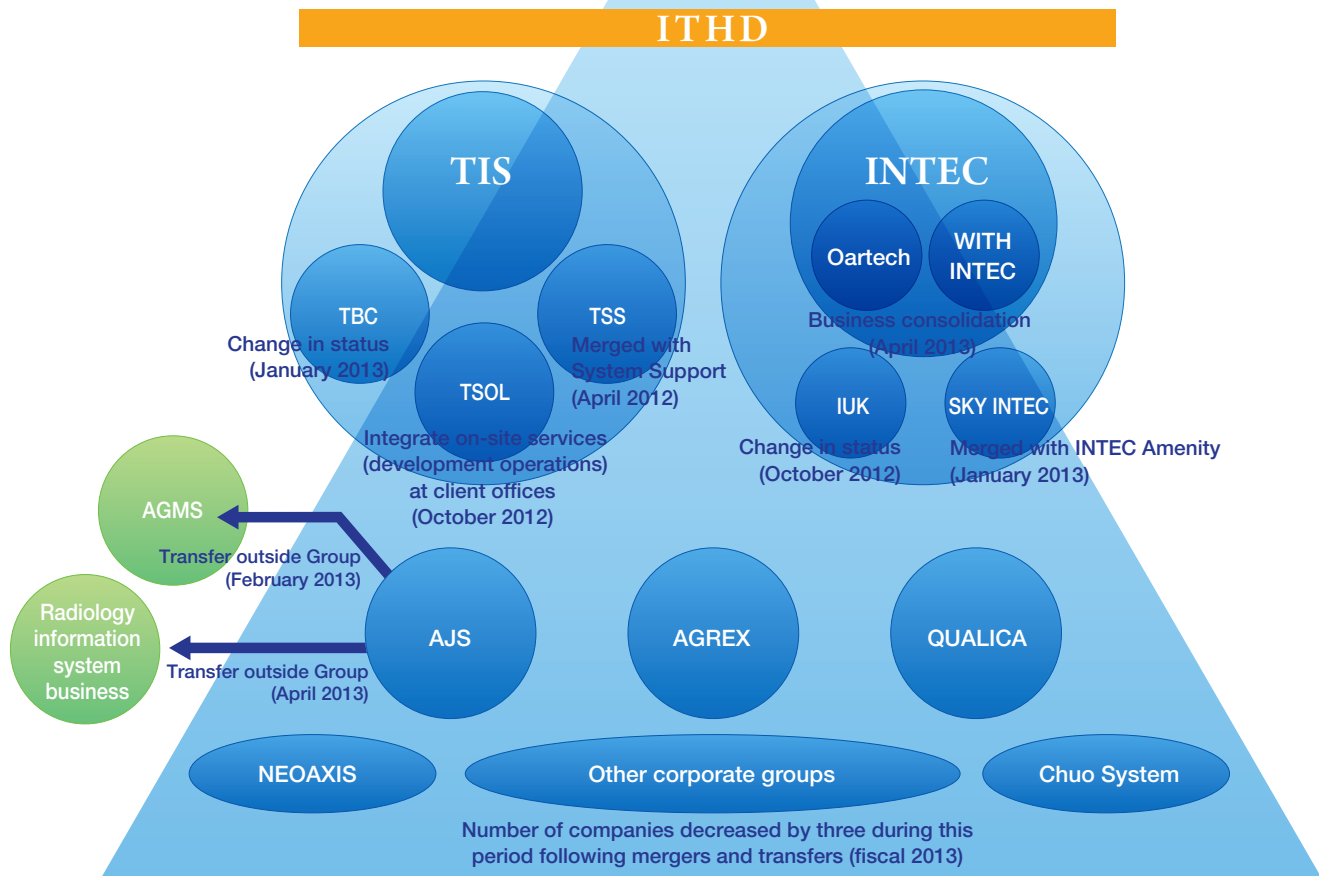 ITHD
TIS
INTEC
Oartech
WITH
INTEC
Business consolidation
(April 2013)
TBC
Change in status
(January 2013)
TSS
Merged with
System Support
(April 2012)
TSOL
Integrate on-site services
(development operations)
at client offices
(October 2012)
IUK
Change in status
(October 2012)
SKY INTEC
Merged with INTEC Amenity
(January 2013)
AGMS
Transfer outside Group
(February 2013)
Radiology
information
system
business
Transfer outside Group
(April 2013)
AJS
AGREX
QUALICA
NEOAXIS
Other corporate groups
Chuo System
Number of companies decreased by three during this
period following mergers and transfers (fiscal 2013)